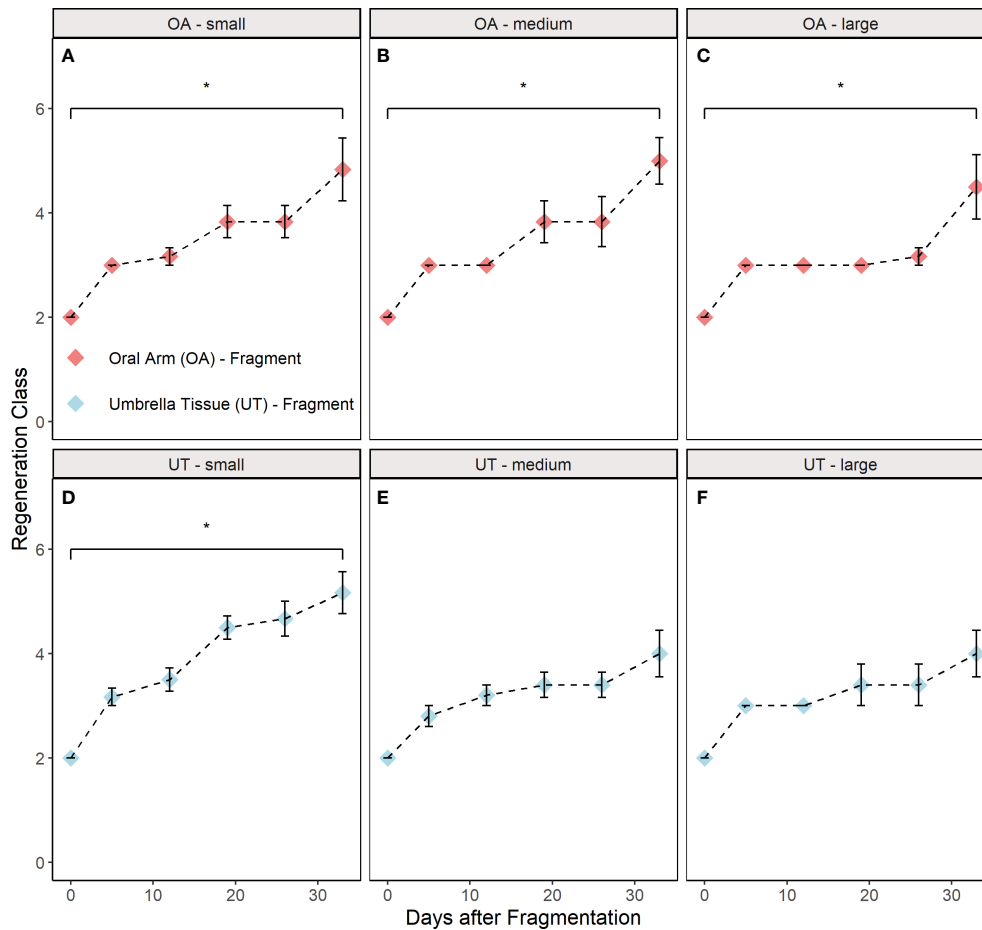 OA - small
OA - medium
OA - large
A
B
C
*
*
*
6
4
2
0
Oral Arm (OA) - Fragment
Umbrella Tissue (UT) - Fragment
Regeneration Class
UT - small
UT - medium
UT - large
D
E
F
*
6
4
2
0
0 10 20 30
0 10 20 30
0 10 20 30
Days after Fragmentation